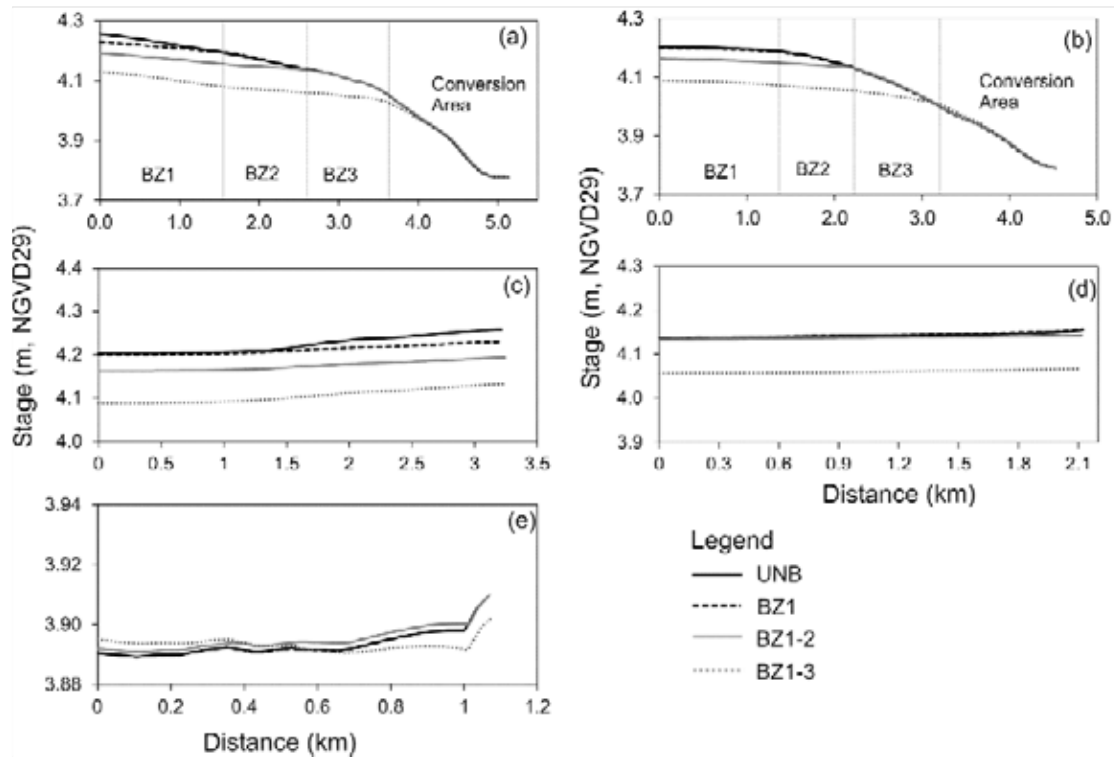 4.3
4.1
3.9
3.7
(a)
Conversion
Area
BZ1
BZ2
BZ3
0.0
1.0
2.0
3.0
4.0
5.0
4.3
4.1
3.9
3.7
(b)
Conversion
Area
BZ1
BZ2
BZ3
0.0
1.0
2.0
3.0
4.0
5.0
Stage (m, NGVD29)
4.4
4.3
4.2
4.1
4.0
(c)
0
0.5
1
1.5
2
2.5
3
3.5
Stage (m, NGVD29)
4.3
4.2
4.1
4.0
3.9
(d)
0
0.3
0.6
0.9
1.2
1.5
1.8
2.1
Distance (km)
3.94
3.92
3.90
3.88
(e)
0
0.2
0.4
0.6
0.8
1
1.2
Distance (km)
Legend
UNB
BZ1
BZ1-2
BZ1-3